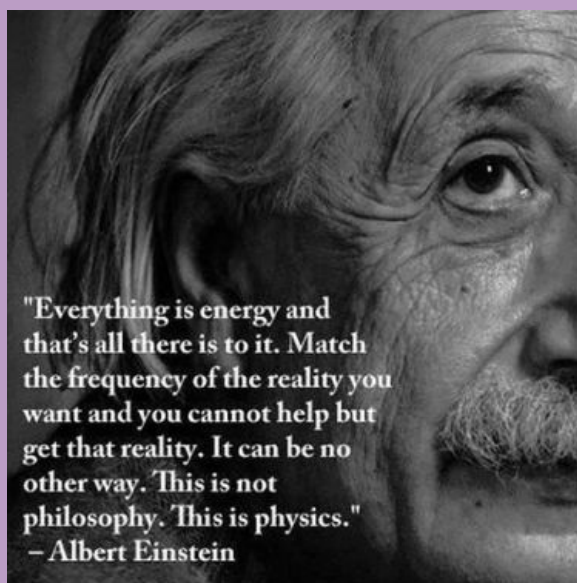 "Everything is energy and
that's all there is to it. Match
the frequency of the reality you
want and you cannot help but
get that reality. It can be no
other way. This is not
philosophy. This is physics."
– Albert Einstein